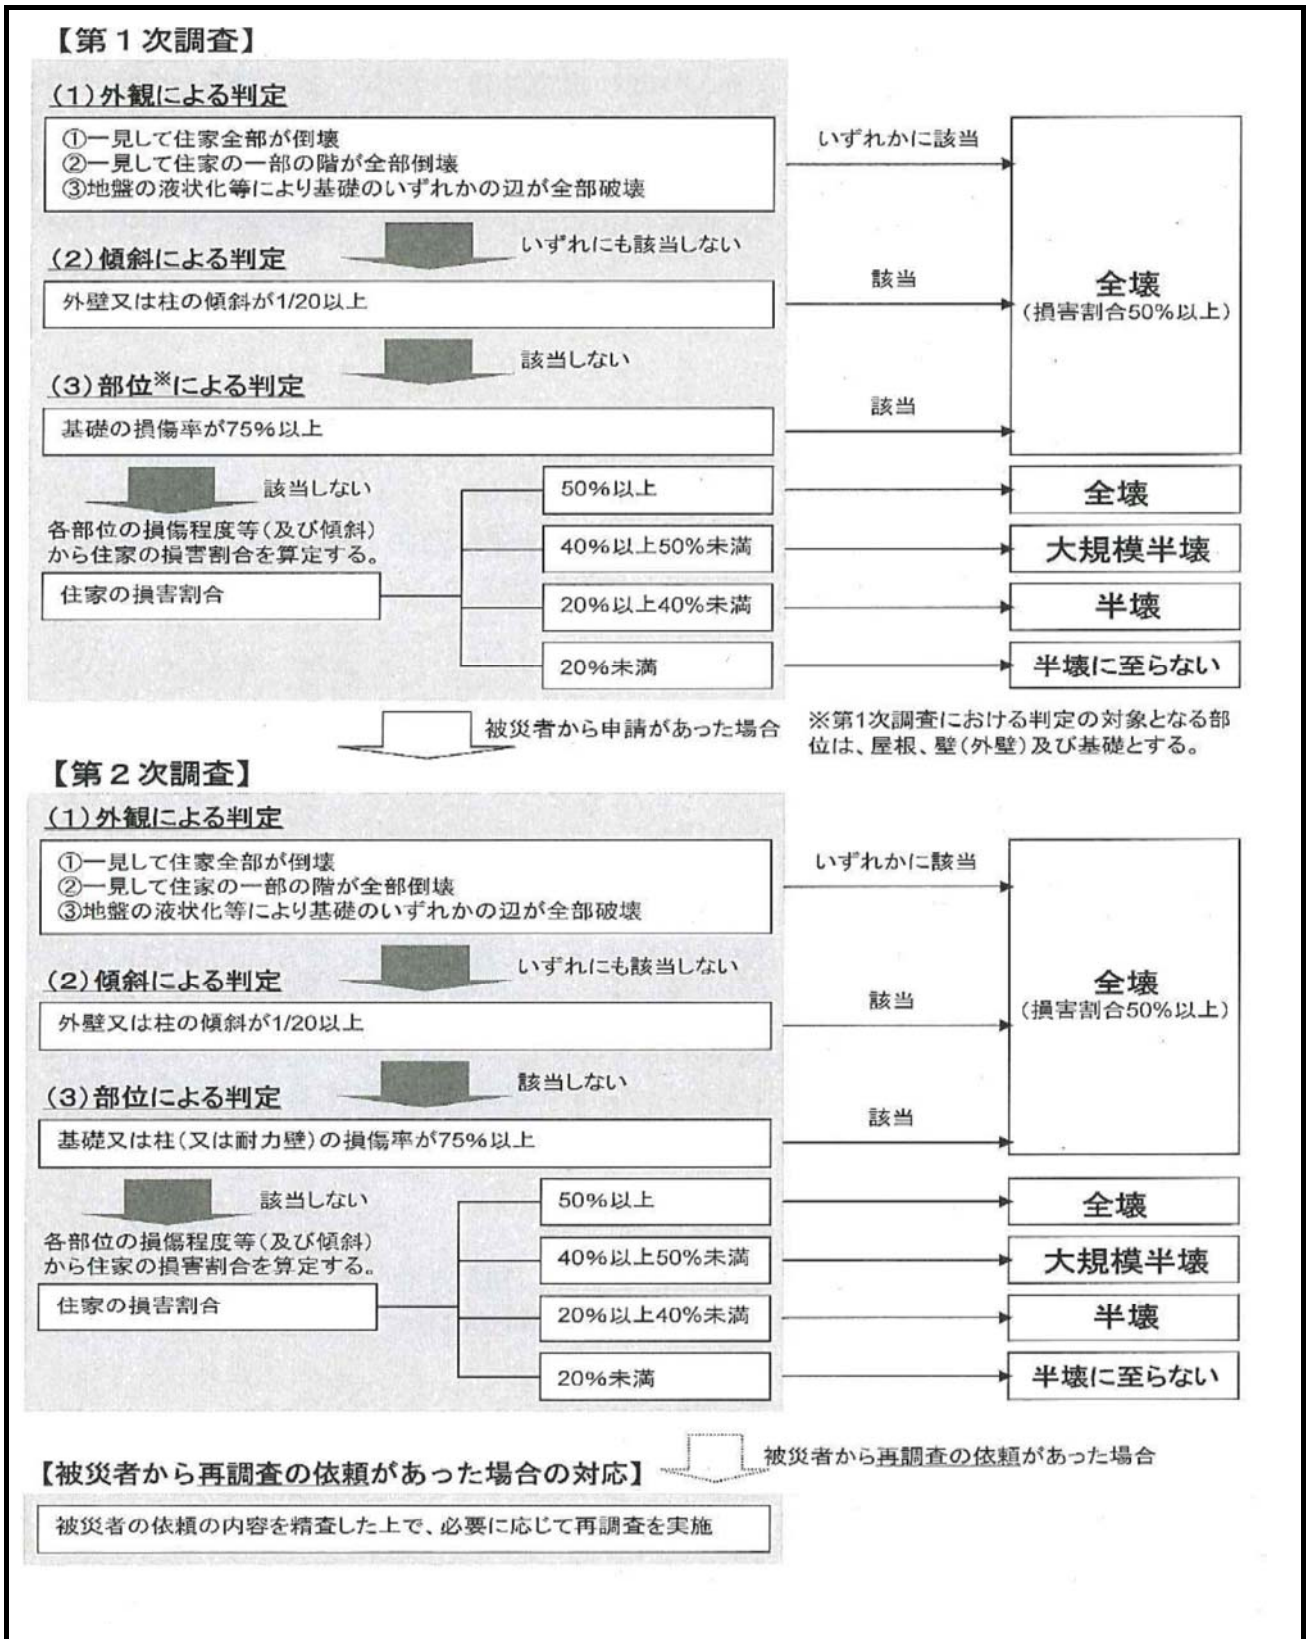 【第1次調査】
(1)外観による判定
①一見して住家全部が倒壊
②一見して住家の一部の階が全部倒壊
③地盤の液状化等により基礎のいずれかの辺が全部破壊
いずれかに該当
いずれにも該当しない
(2)傾斜による判定
外壁又は柱の傾斜が1/20以上
該当
全壊
(損害割合50%以上)
該当しない
(3)部位※による判定
基礎の損傷率が75%以上
該当
該当しない
各部位の損傷程度等(及び傾斜)
から住家の損害割合を算定する。
住家の損害割合
50%以上
全壊
40%以上50%未満
大規模半壊
20%以上40%未満
半壊
20%未満
半壊に至らない
被災者から申請があった場合
※第1次調査における判定の対象となる部
位は、屋根、壁(外壁)及び基礎とする。
【第2次調査】
(1)外観による判定
①一見して住家全部が倒壊
②一見して住家の一部の階が全部倒壊
③地盤の液状化等により基礎のいずれかの辺が全部破壊
いずれかに該当
いずれにも該当しない
(2)傾斜による判定
外壁又は柱の傾斜が1/20以上
該当
全壊
(損害割合50%以上)
該当しない
(3)部位による判定
基礎又は柱(又は耐力壁)の損傷率が75%以上
該当
該当しない
各部位の損傷程度等(及び傾斜)
から住家の損害割合を算定する。
住家の損害割合
50%以上
全壊
40%以上50%未満
大規模半壊
20%以上40%未満
半壊
20%未満
半壊に至らない
被災者から再調査の依頼があった場合
【被災者から再調査の依頼があった場合の対応】
被災者の依頼の内容を精査した上で、必要に応じて再調査を実施